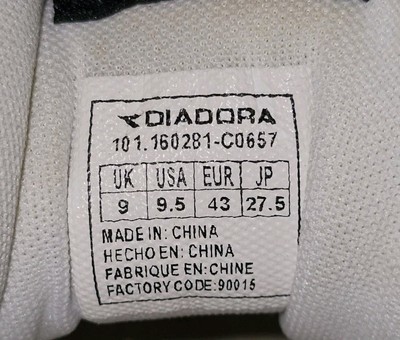 DIADORA
101.160281-C0657
UK USA EUR JP
9 9.5 43 27.5
MADE IN: CHINA
HECHO EN: CHINA
FABRIQUE EN: CHINE
FACTORY CODE: 90015